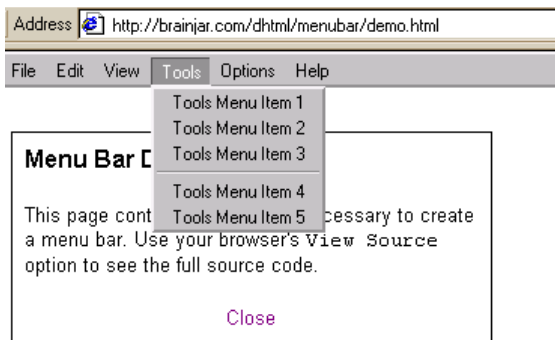 Address http://brainjar.com/dhtml/menubar/demo.html
File Edit View Tools Options Help
Tools Menu Item 1
Tools Menu Item 2
Tools Menu Item 3
Tools Menu Item 4
Tools Menu Item 5
Menu Bar
This page cessary to create
a menu bar. Use your browser's View Source
option to see the full source code.
Close